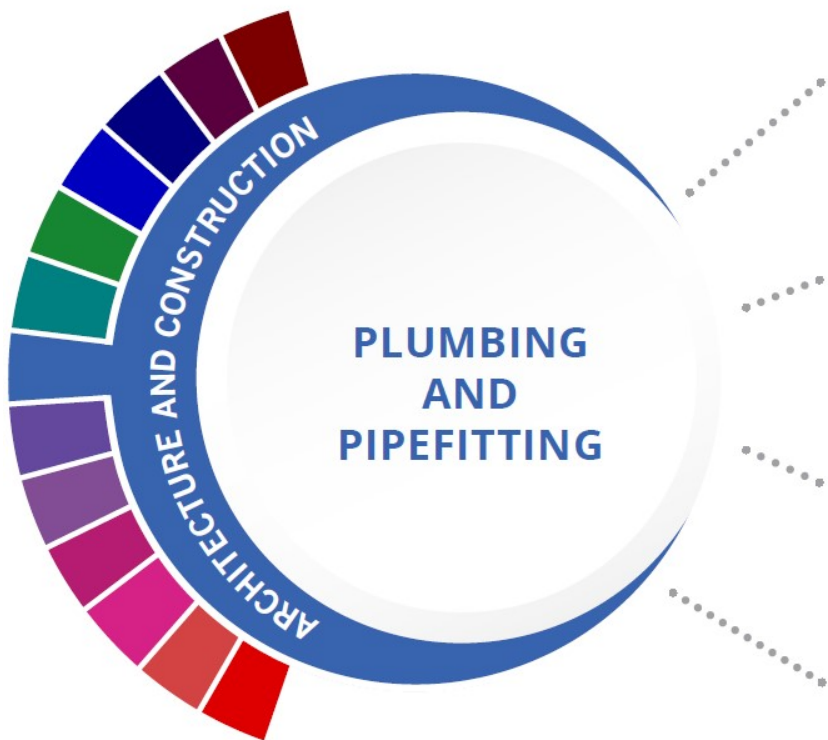 ARCHITECTURE AND CONSTRUCTION
PLUMBING
AND
PIPEFITTING